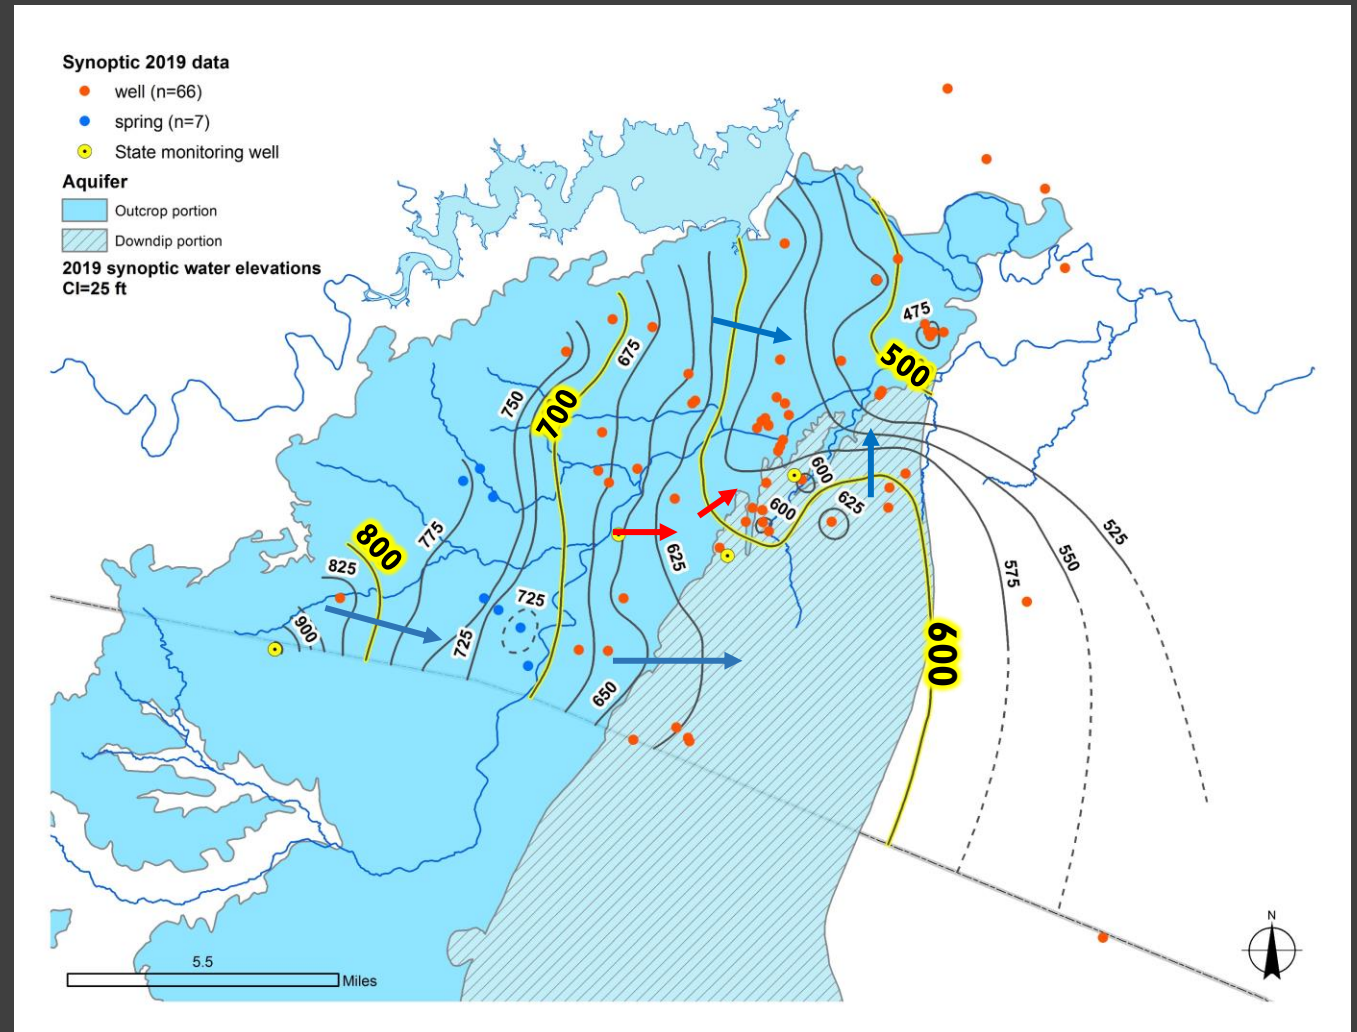 Synoptic 2019 data
well (n=66)
spring (n=7)
State monitoring well
Aquifer
Outcrop portion
Downdip portion
2019 synoptic water elevations
CI=25 ft
475
500
675
750
700
600
625
600
800
775
525
825
625
550
575
725
900
725
600
650
N
5.5
Miles